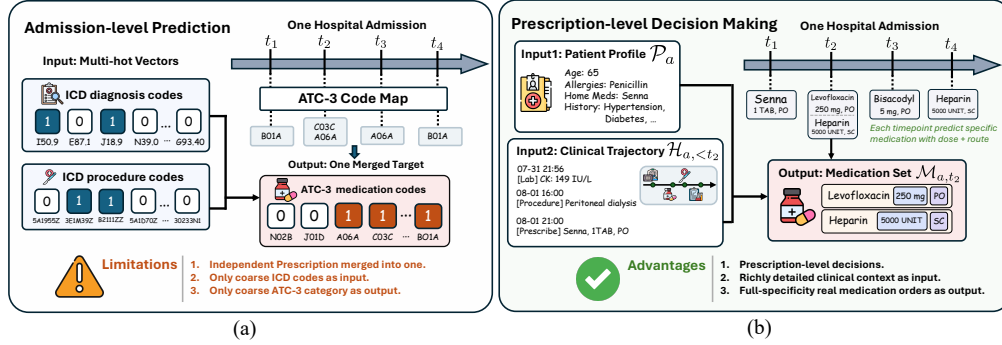 Admission-level Prediction
One Hospital Admission
t1 t2 t3 t4
Input: Multi-hot Vectors
ICD diagnosis codes
1 0 1 0 ... 0
I50.9 E87.1 J18.9 N39.0 ... G93.40
ICD procedure codes
0 1 1 0 ... 0
5A1955Z 3E1M39Z B2111ZZ 5A1D70Z ... 30233N1
ATC-3 Code Map
B01A
C03C
A06A
A06A
B01A
Output: One Merged Target
ATC-3 medication codes
0 0 1 1 ... 1
N02B J01D A06A C03C ... B01A
Limitations
1. Independent Prescription merged into one.
2. Only coarse ICD codes as input.
3. Only coarse ATC-3 category as output.
(a)
Prescription-level Decision Making
One Hospital Admission
t1 t2 t3 t4
Input1: Patient Profile Pa
Age: 65
Allergies: Penicillin
Home Meds: Senna
History: Hypertension,
Diabetes, ...
Input2: Clinical Trajectory Ha,<t2
07-31 21:56
[Lab] CK: 149 IU/L
08-01 16:00
[Procedure] Peritoneal dialysis
08-01 21:00
[Prescribe] Senna, 1TAB, PO
Senna
1 TAB, PO
Levofloxacin
250 mg, PO
Heparin
5000 UNIT, SC
Bisacodyl
5 mg, PO
Heparin
5000 UNIT, SC
Each timepoint predict specific
medication with dose + route
Output: Medication Set Ma,t2
Levofloxacin 250 mg PO
Heparin 5000 UNIT SC
Advantages
1. Prescription-level decisions.
2. Richly detailed clinical context as input.
3. Full-specificity real medication orders as output.
(b)